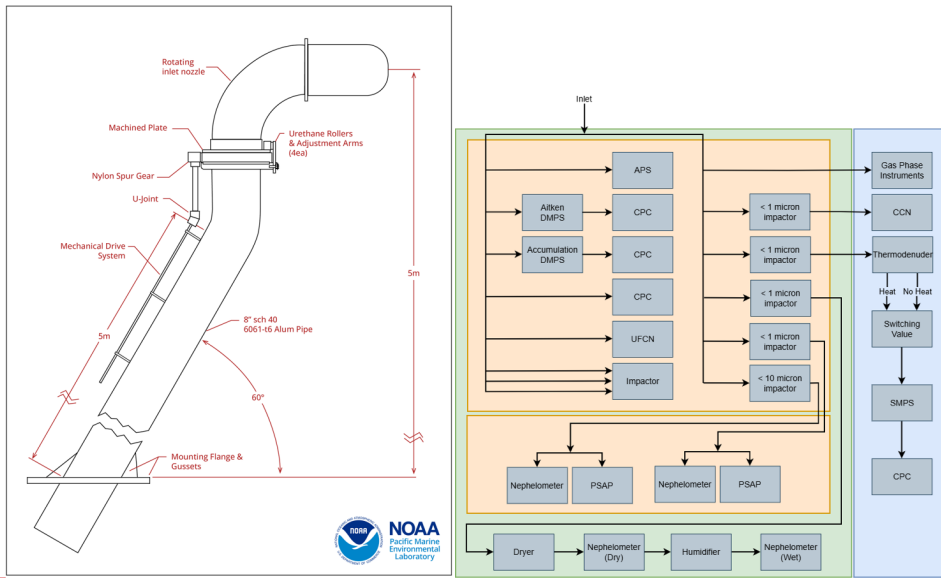 Rotating
inlet nozzle
Machined Plate
Urethane Rollers
& Adjustment Arms
(4ea)
Nylon Spur Gear
U-Joint
Mechanical Drive
System
5m
5m
8" sch 40
6061-t6 Alum Pipe
60°
Mounting Flange &
Gussets
NOAA
NOAA
Pacific Marine
Environmental
Laboratory
Inlet
APS
Aitken
DMPS
CPC
Accumulation
DMPS
CPC
CPC
UFCN
Impactor
< 1 micron
impactor
< 1 micron
impactor
< 1 micron
impactor
< 1 micron
impactor
< 10 micron
impactor
Gas Phase
Instruments
CCN
Thermodenuder
Heat
No Heat
Switching
Value
SMPS
CPC
Nephelometer
PSAP
Nephelometer
PSAP
Dryer
Nephelometer
(Dry)
Humidifier
Nephelometer
(Wet)